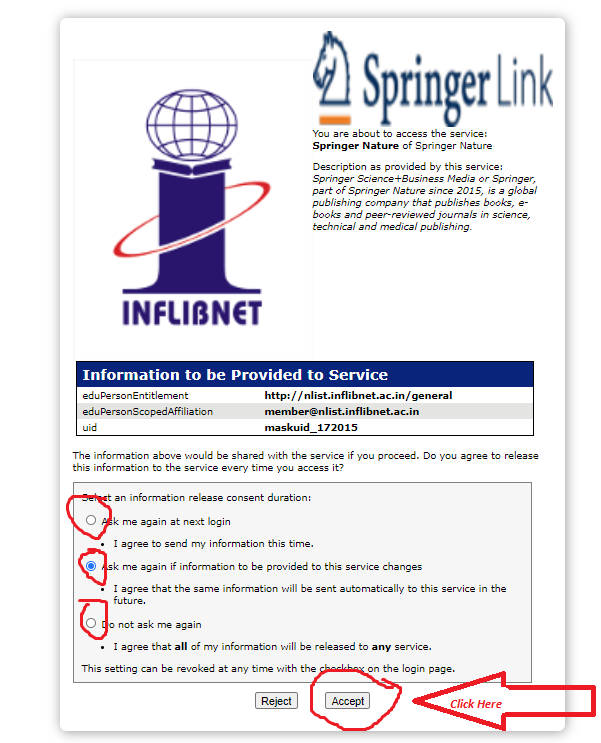 Springer Link
You are about to access the service:
Springer Nature of Springer Nature
Description as provided by this service:
Springer Science+Business Media or Springer,
part of Springer Nature since 2015, is a global
publishing company that publishes books, e-
books and peer-reviewed journals in science,
technical and medical publishing.
INFLIBNET
Information to be Provided to Service
eduPersonEntitlement http://nlist.inflibnet.ac.in/general
eduPersonScopedAffiliation member@nlist.inflibnet.ac.in
uid maskuid_172015
The information above would be shared with the service if you proceed. Do you agree to release
this information to the service every time you access it?
Select an information release consent duration:
Ask me again at next login
I agree to send my information this time.
Ask me again if information to be provided to this service changes
I agree that the same information will be sent automatically to this service in the
future.
Do not ask me again
I agree that all of my information will be released to any service.
This setting can be revoked at any time with the checkbox on the login page.
Reject Accept Click Here